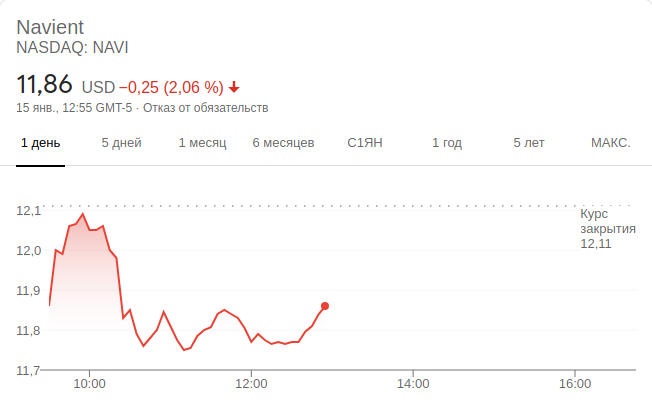 Navient
NASDAQ: NAVI
11,86 USD −0,25 (2,06 %)
15 янв., 12:55 GMT-5 · Отказ от обязательств
1 день 5 дней 1 месяц 6 месяцев С1ЯН 1 год 5 лет МАКС.
12,1
Курс
закрытия
12,11
12,0
11,9
11,8
11,7
10:00 12:00 14:00 16:00